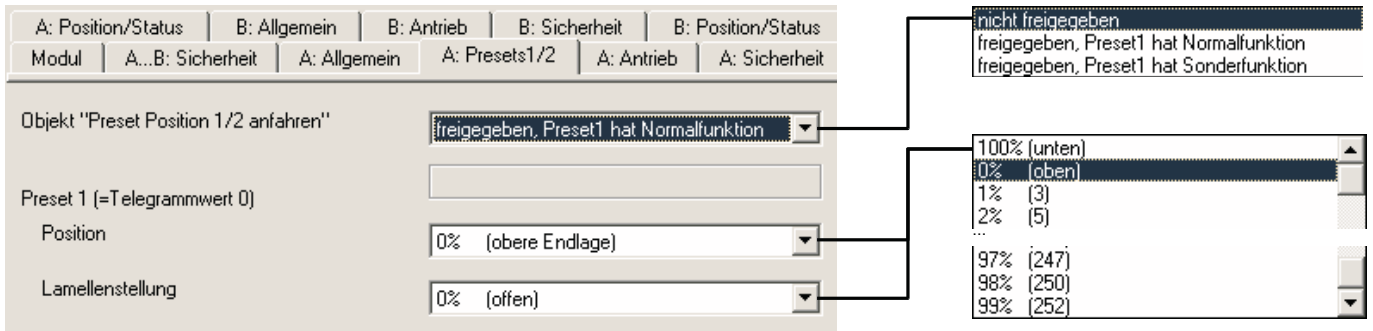 A: Position/Status B: Allgemein B: Antrieb B: Sicherheit B: Position/Status
Modul A...B: Sicherheit A: Allgemein A: Presets1/2 A: Antrieb A: Sicherheit
Objekt "Preset Position 1/2 anfahren"
freigegeben, Preset1 hat Normalfunktion
Preset 1 (=Telegrammwert 0)
Position
0% (obere Endlage)
Lamellenstellung
0% (offen)
nicht freigegeben
freigegeben, Preset1 hat Normalfunktion
freigegeben, Preset1 hat Sonderfunktion
100% (unten)
0% (oben)
1% (3)
2% (5)
...
97% (247)
98% (250)
99% (252)